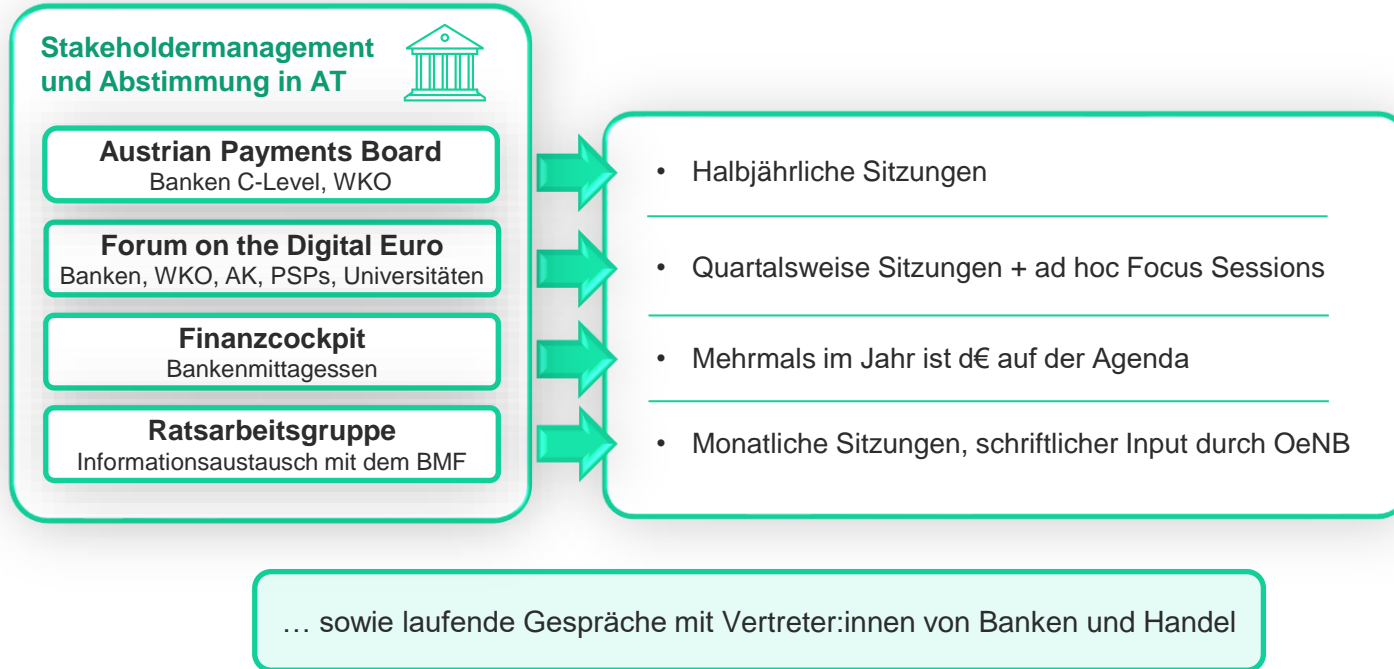 Stakeholdermanagement
und Abstimmung in AT
Austrian Payments Board
Banken C-Level, WKO
• Halbjährliche Sitzungen
Forum on the Digital Euro
Banken, WKO, AK, PSPs, Universitäten
• Quartalsweise Sitzungen + ad hoc Focus Sessions
Finanzcockpit
Bankenmittagessen
• Mehrmals im Jahr ist d€ auf der Agenda
Ratsarbeitsgruppe
Informationsaustausch mit dem BMF
• Monatliche Sitzungen, schriftlicher Input durch OeNB
… sowie laufende Gespräche mit Vertreter:innen von Banken und Handel